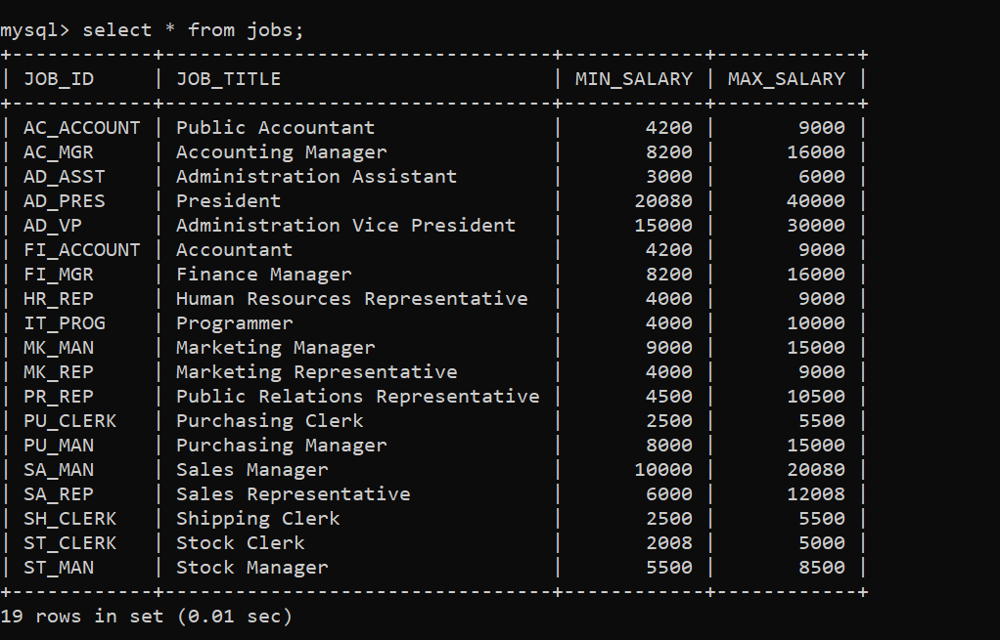 mysql> select * from jobs;
+------------+---------------------------------+------------+------------+
| JOB_ID     | JOB_TITLE                       | MIN_SALARY | MAX_SALARY |
+------------+---------------------------------+------------+------------+
| AC_ACCOUNT | Public Accountant               |       4200 |       9000 |
| AC_MGR     | Accounting Manager              |       8200 |      16000 |
| AD_ASST    | Administration Assistant        |       3000 |       6000 |
| AD_PRES    | President                       |      20080 |      40000 |
| AD_VP      | Administration Vice President   |      15000 |      30000 |
| FI_ACCOUNT | Accountant                      |       4200 |       9000 |
| FI_MGR     | Finance Manager                 |       8200 |      16000 |
| HR_REP     | Human Resources Representative  |       4000 |       9000 |
| IT_PROG    | Programmer                      |       4000 |      10000 |
| MK_MAN     | Marketing Manager               |       9000 |      15000 |
| MK_REP     | Marketing Representative        |       4000 |       9000 |
| PR_REP     | Public Relations Representative |       4500 |      10500 |
| PU_CLERK   | Purchasing Clerk                |       2500 |       5500 |
| PU_MAN     | Purchasing Manager              |       8000 |      15000 |
| SA_MAN     | Sales Manager                   |      10000 |      20080 |
| SA_REP     | Sales Representative            |       6000 |      12008 |
| SH_CLERK   | Shipping Clerk                  |       2500 |       5500 |
| ST_CLERK   | Stock Clerk                     |       2008 |       5000 |
| ST_MAN     | Stock Manager                   |       5500 |       8500 |
+------------+---------------------------------+------------+------------+
19 rows in set (0.01 sec)